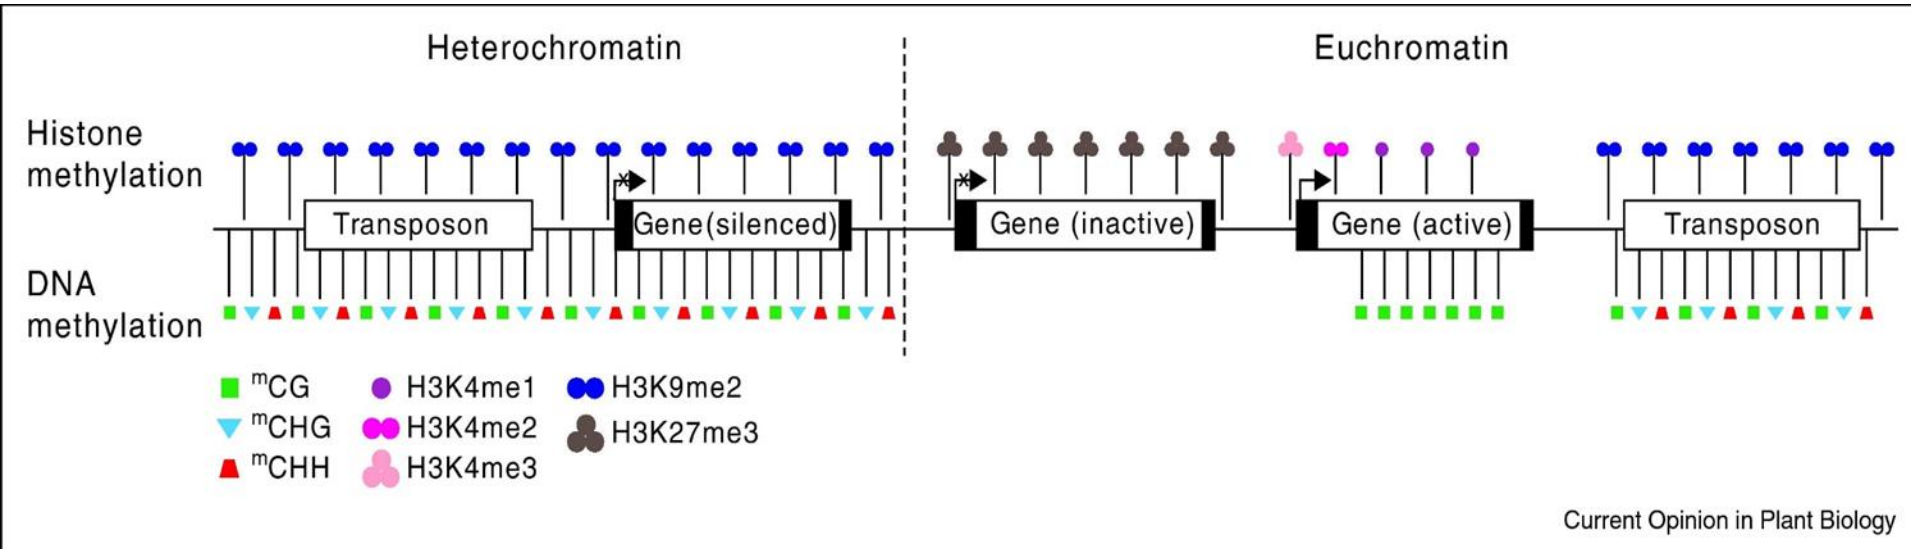 Heterochromatin
Euchromatin
Histone
methylation
Transposon
Gene(silenced)
Gene (inactive)
Gene (active)
Transposon
DNA
methylation
mCG
H3K4me1
H3K9me2
mCHG
H3K4me2
H3K27me3
mCHH
H3K4me3
Current Opinion in Plant Biology